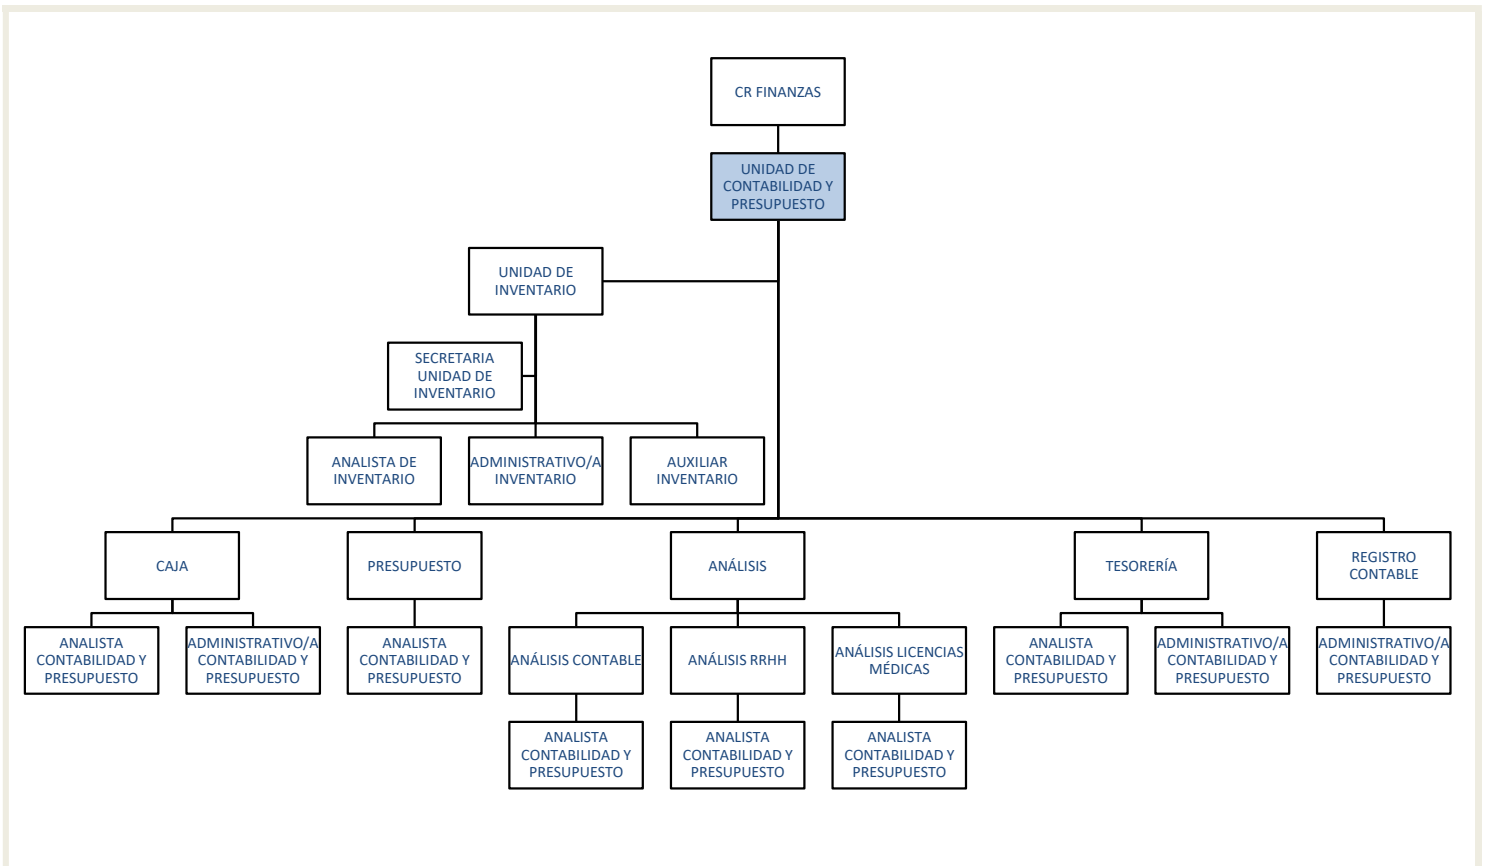 CR FINANZAS
UNIDAD DE
CONTABILIDAD Y
PRESUPUESTO
UNIDAD DE
INVENTARIO
SECRETARIA
UNIDAD DE
INVENTARIO
ANALISTA DE
INVENTARIO
ADMINISTRATIVO/A
INVENTARIO
AUXILIAR
INVENTARIO
CAJA
PRESUPUESTO
ANÁLISIS
TESORERÍA
REGISTRO
CONTABLE
ANALISTA
CONTABILIDAD Y
PRESUPUESTO
ADMINISTRATIVO/A
CONTABILIDAD Y
PRESUPUESTO
ANALISTA
CONTABILIDAD Y
PRESUPUESTO
ANÁLISIS CONTABLE
ANÁLISIS RRHH
ANÁLISIS LICENCIAS
MÉDICAS
ANALISTA
CONTABILIDAD Y
PRESUPUESTO
ADMINISTRATIVO/A
CONTABILIDAD Y
PRESUPUESTO
ADMINISTRATIVO/A
CONTABILIDAD Y
PRESUPUESTO
ANALISTA
CONTABILIDAD Y
PRESUPUESTO
ANALISTA
CONTABILIDAD Y
PRESUPUESTO
ANALISTA
CONTABILIDAD Y
PRESUPUESTO